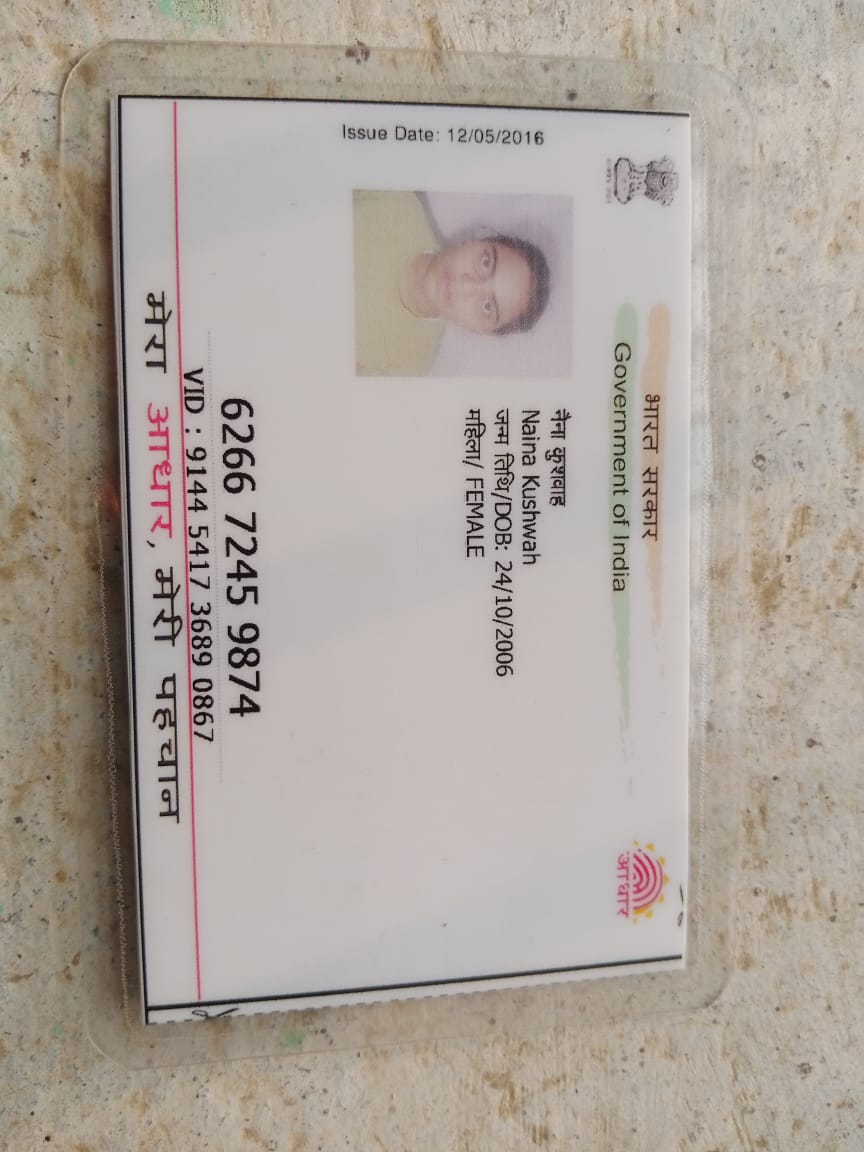 भारत सरकार
Government of India
Issue Date: 12/05/2016
नैना कुशवाह
Naina Kushwah
जन्म तिथि/DOB: 24/10/2006
महिला/ FEMALE
6266 7245 9874
VID : 9144 5417 3689 0867
मेरा आधार, मेरी पहचान
आधार